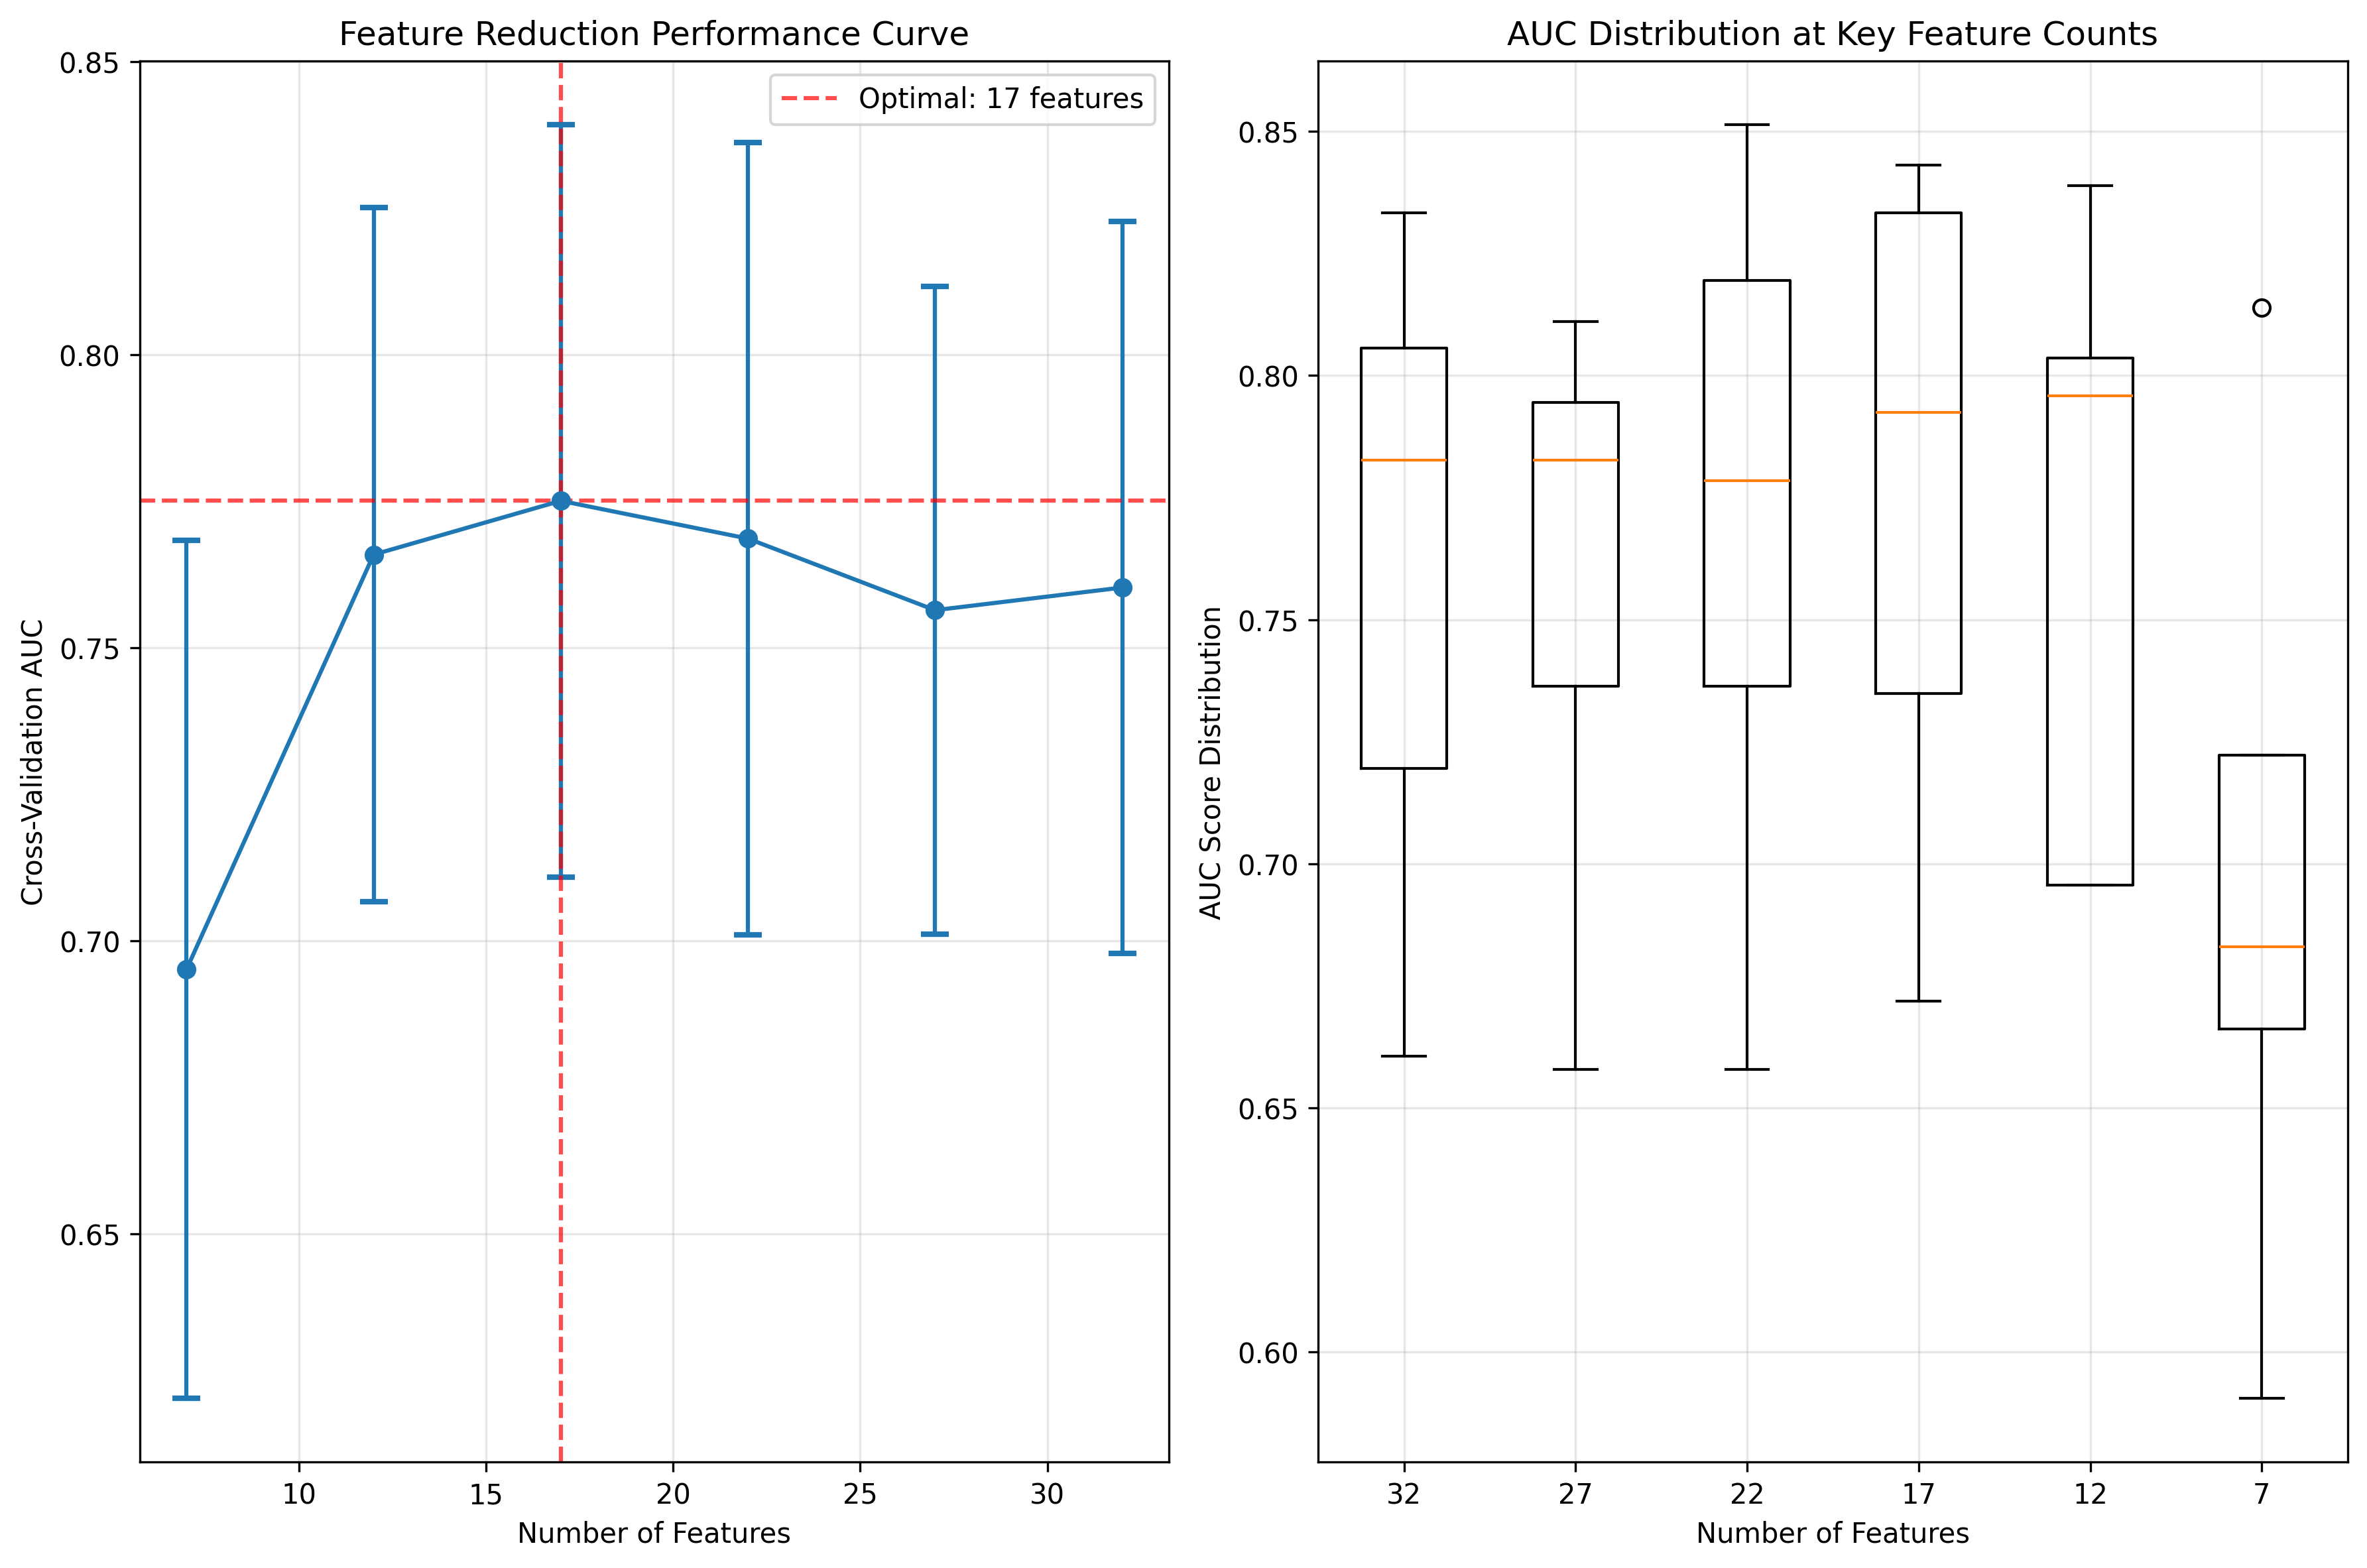 Feature Reduction Performance Curve
Optimal: 17 features
0.85
0.80
0.75
0.70
0.65
Cross-Validation AUC
10 15 20 25 30
Number of Features
AUC Distribution at Key Feature Counts
0.85
0.80
0.75
0.70
0.65
0.60
AUC Score Distribution
32 27 22 17 12 7
Number of Features